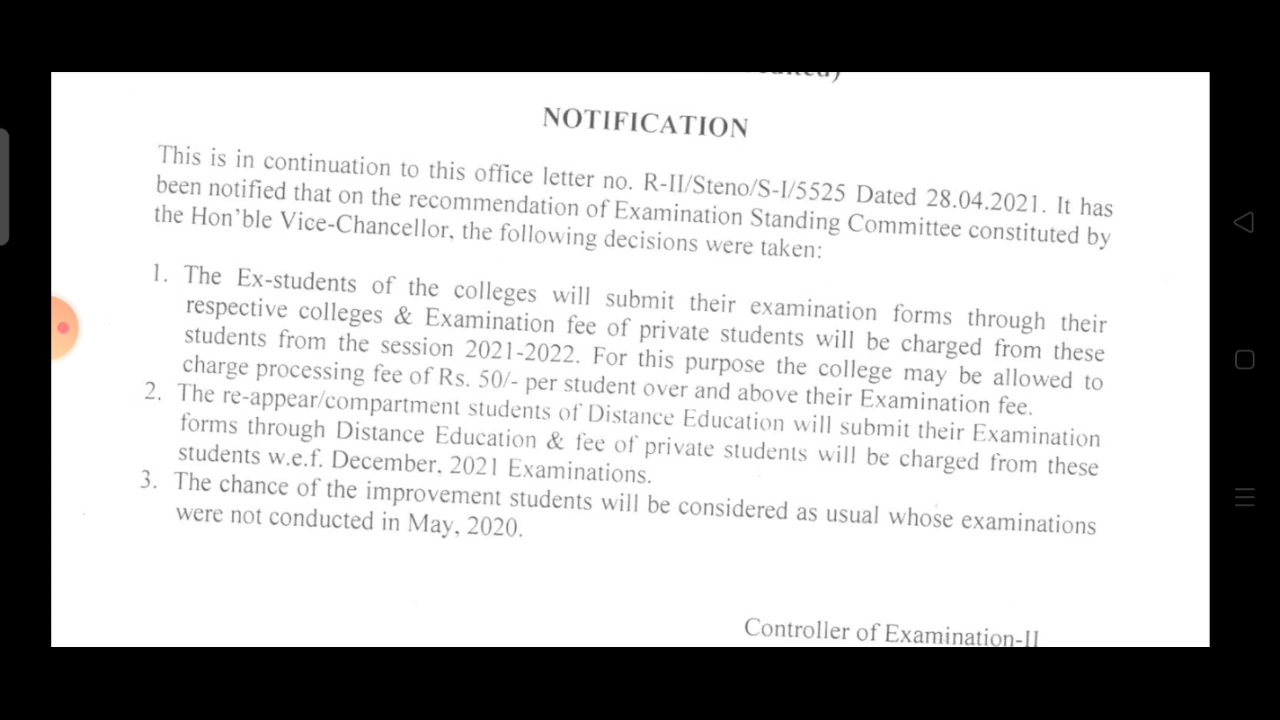 NOTIFICATION
This is in continuation to this office letter no. R-II/Steno/S-I/5525 Dated 28.04.2021. It has
been notified that on the recommendation of Examination Standing Committee constituted by
the Hon'ble Vice-Chancellor, the following decisions were taken:
1. The Ex-students of the colleges will submit their examination forms through their
respective colleges & Examination fee of private students will be charged from these
students from the session 2021-2022. For this purpose the college may be allowed to
charge processing fee of Rs. 50/- per student over and above their Examination fee.
2. The re-appear/compartment students of Distance Education will submit their Examination
forms through Distance Education & fee of private students will be charged from these
students w.e.f. December, 2021 Examinations.
3. The chance of the improvement students will be considered as usual whose examinations
were not conducted in May, 2020.
Controller of Examination-II